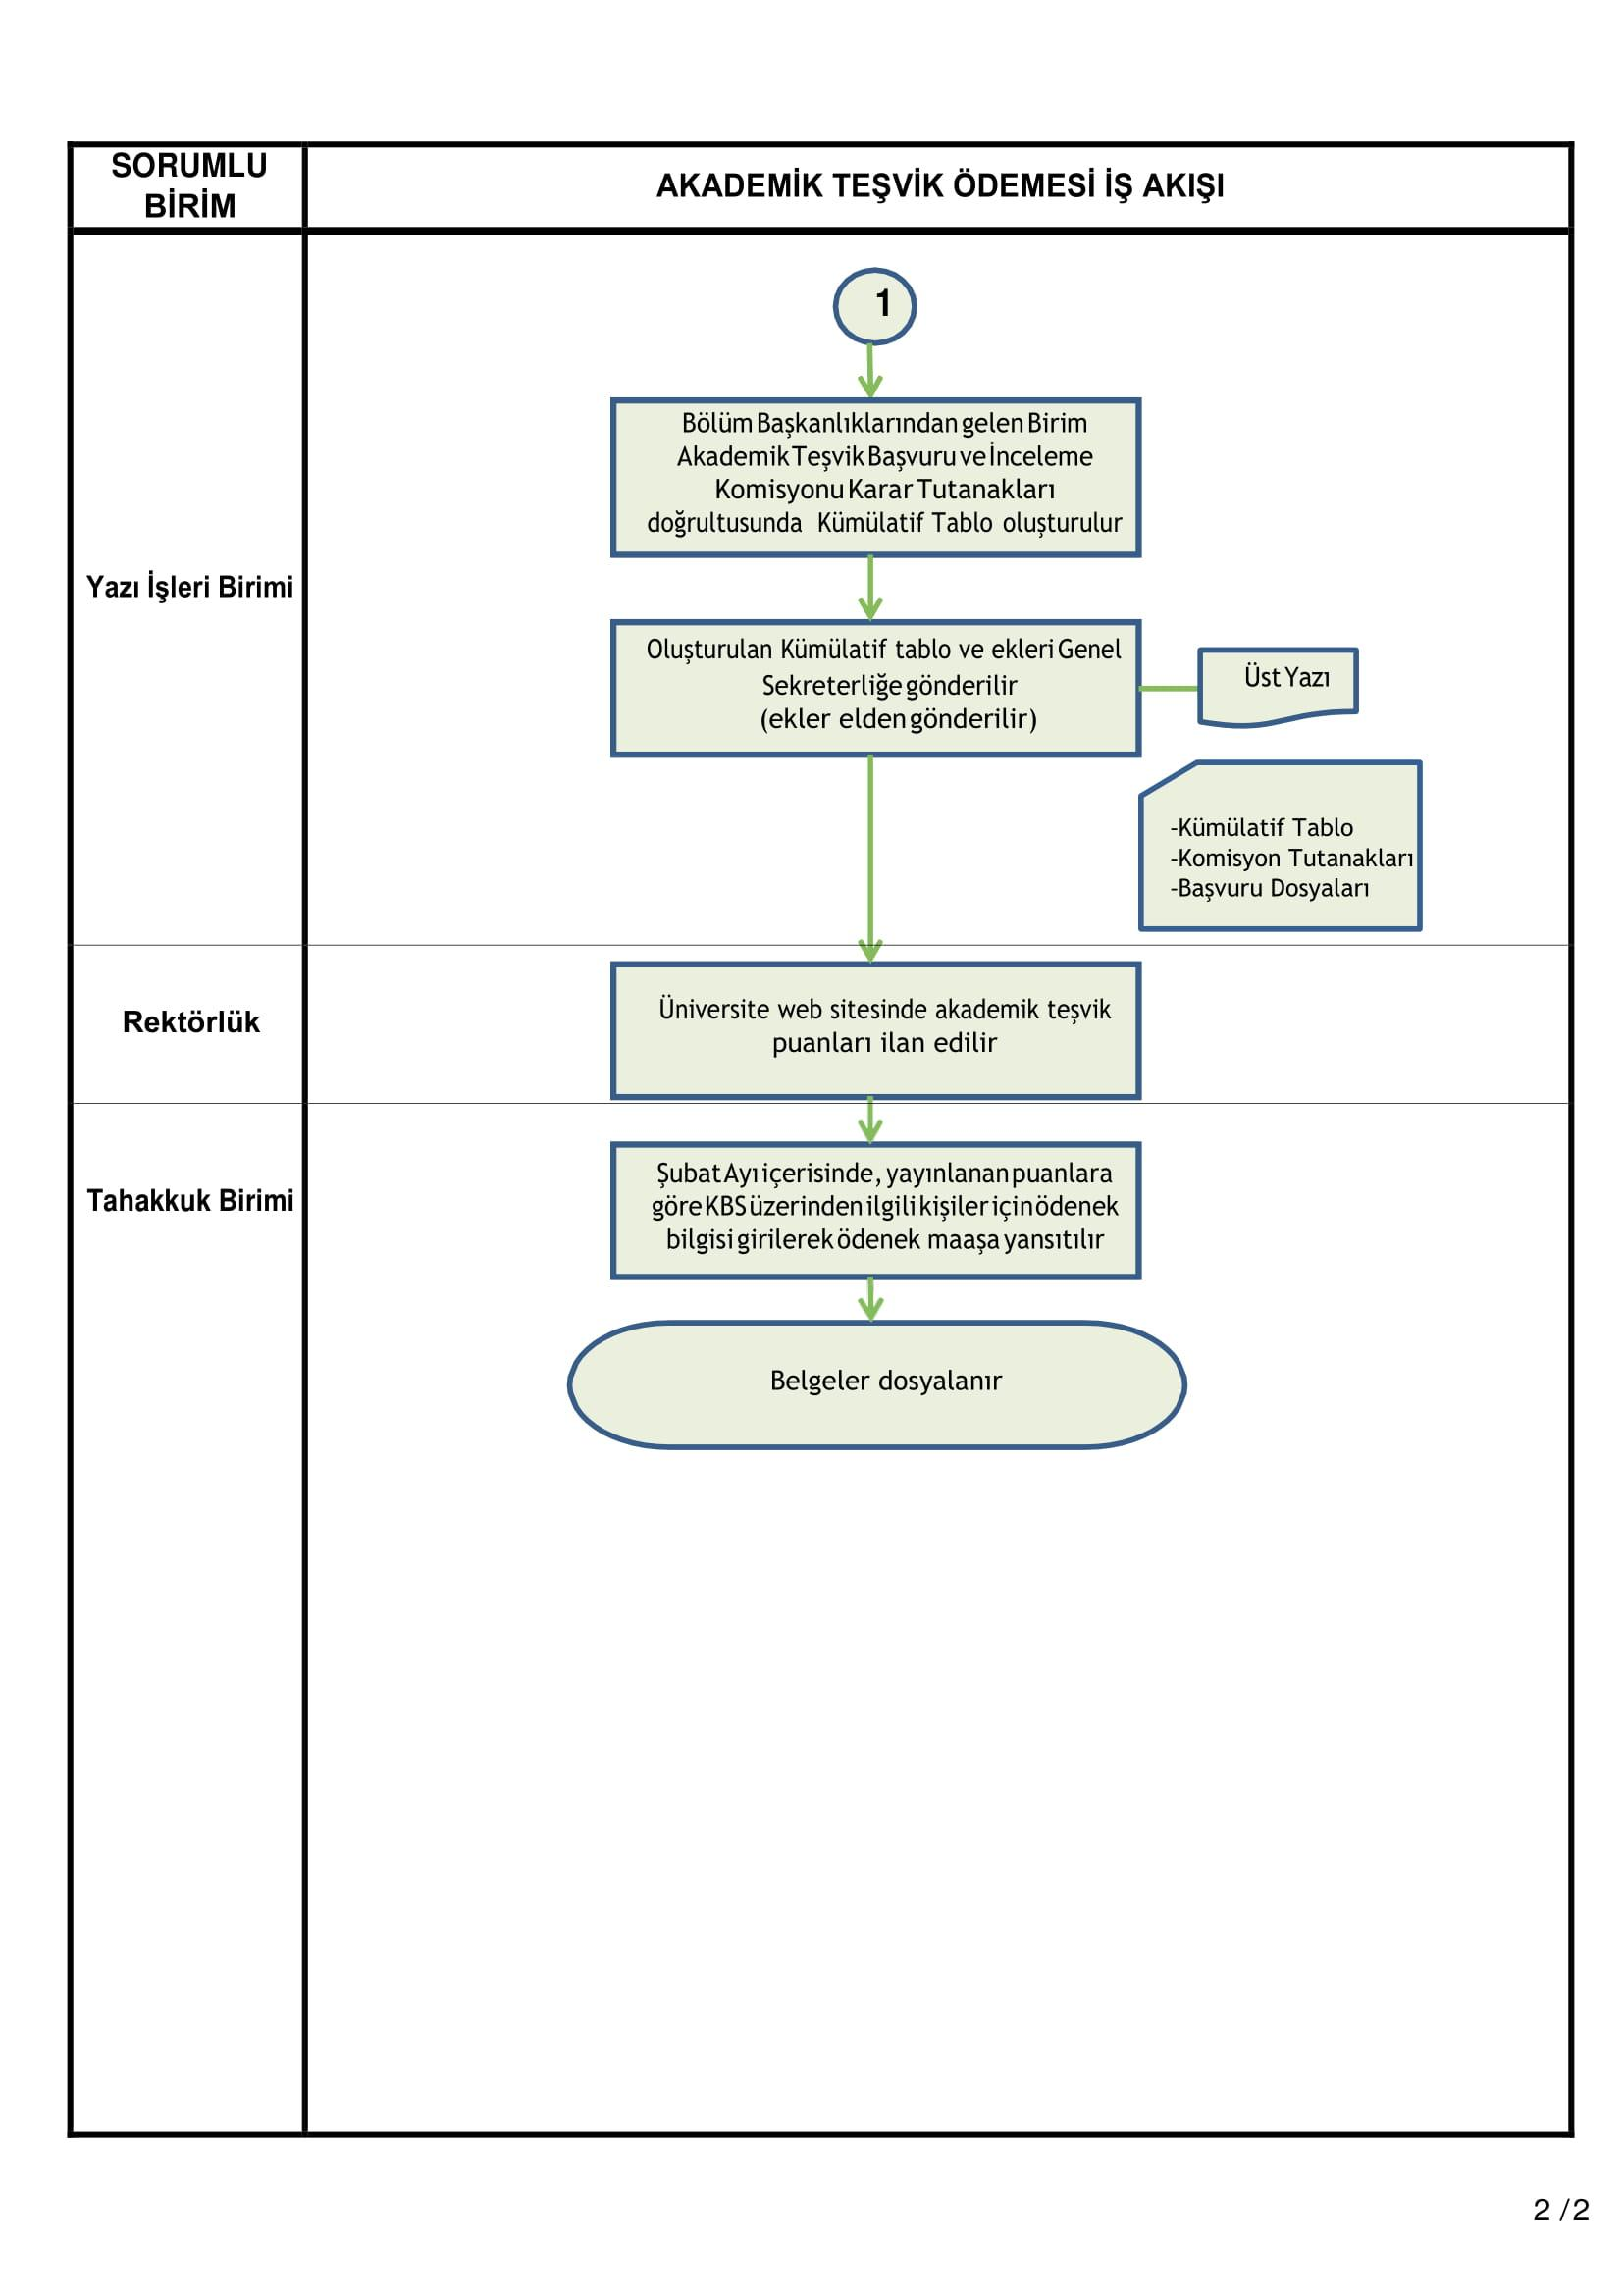 SORUMLU
BİRİM
AKADEMİK TEŞVİK ÖDEMESİ İŞ AKIŞI
1
Bölüm Başkanlıklarından gelen Birim
Akademik Teşvik Başvuru ve İnceleme
Komisyonu Karar Tutanakları
doğrultusunda Kümülatif Tablo oluşturulur
Yazı İşleri Birimi
Oluşturulan Kümülatif tablo ve ekleri Genel
Sekreterliğe gönderilir
(ekler elden gönderilir)
Üst Yazı
-Kümülatif Tablo
-Komisyon Tutanakları
-Başvuru Dosyaları
Rektörlük
Üniversite web sitesinde akademik teşvik
puanları ilan edilir
Tahakkuk Birimi
Şubat Ayı içerisinde, yayınlanan puanlara
göre KBS üzerinden ilgili kişiler için ödenek
bilgisi girilerek ödenek maaşa yansıtılır
Belgeler dosyalanır
2 /2